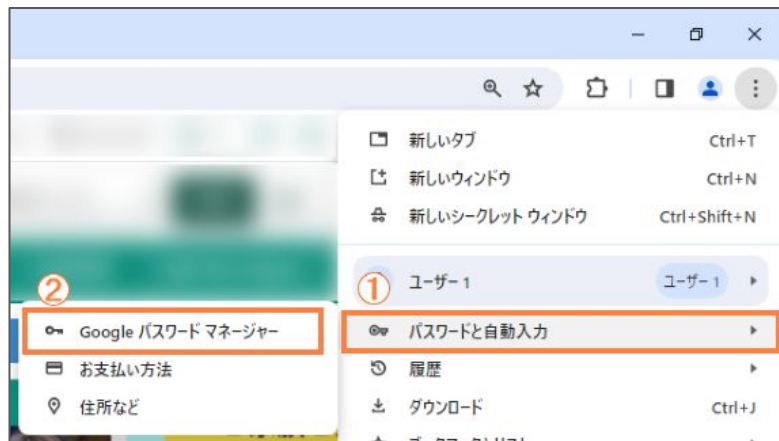 新しいタブ Ctrl+T
新しいウィンドウ Ctrl+N
新しいシークレット ウィンドウ Ctrl+Shift+N
ユーザー 1 ユーザー 1
①
②
パスワードと自動入力
Google パスワード マネージャー
お支払い方法
履歴
住所など
ダウンロード Ctrl+J